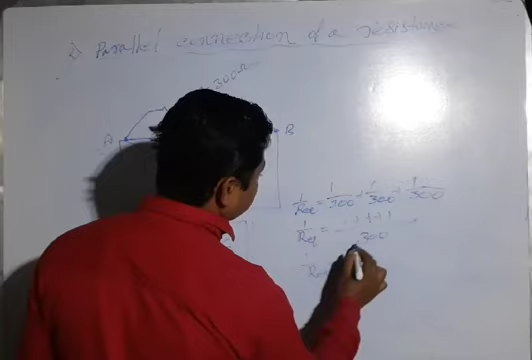 2) Parallel connection of a resistance
300Ω
A
B
1/Req = 1/300 + 1/300 + 1/300
1/Req = 1+1+1/300
R